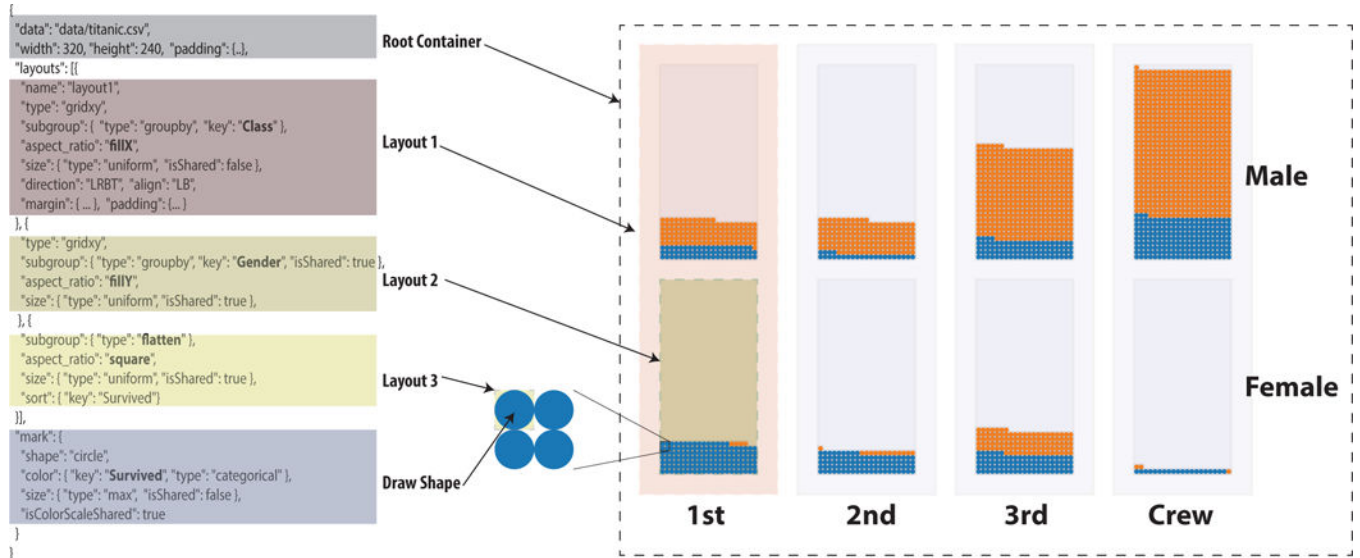 {
"data": "data/titanic.csv",
"width": 320, "height": 240, "padding": {..},
"layouts": [{
"name": "layout1",
"type": "gridxy",
"subgroup": { "type": "groupby", "key": "Class" },
"aspect_ratio": "fillX",
"size": { "type": "uniform", "isShared": false },
"direction": "LRBT", "align": "LB",
"margin": { ... }, "padding": {... }
}, {
"type": "gridxy",
"subgroup": { "type": "groupby", "key": "Gender", "isShared": true },
"aspect_ratio": "fillY",
"size": { "type": "uniform", "isShared": true },
}, {
"subgroup": { "type": "flatten" },
"aspect_ratio": "square",
"size": { "type": "uniform", "isShared": true },
"sort": { "key": "Survived"}
}],
"mark": {
"shape": "circle",
"color": { "key": "Survived", "type": "categorical" },
"size": { "type": "max", "isShared": false },
"isColorScaleShared": true
}
}
Root Container
Layout 1
Layout 2
Layout 3
Draw Shape
Male
Female
1st
2nd
3rd
Crew